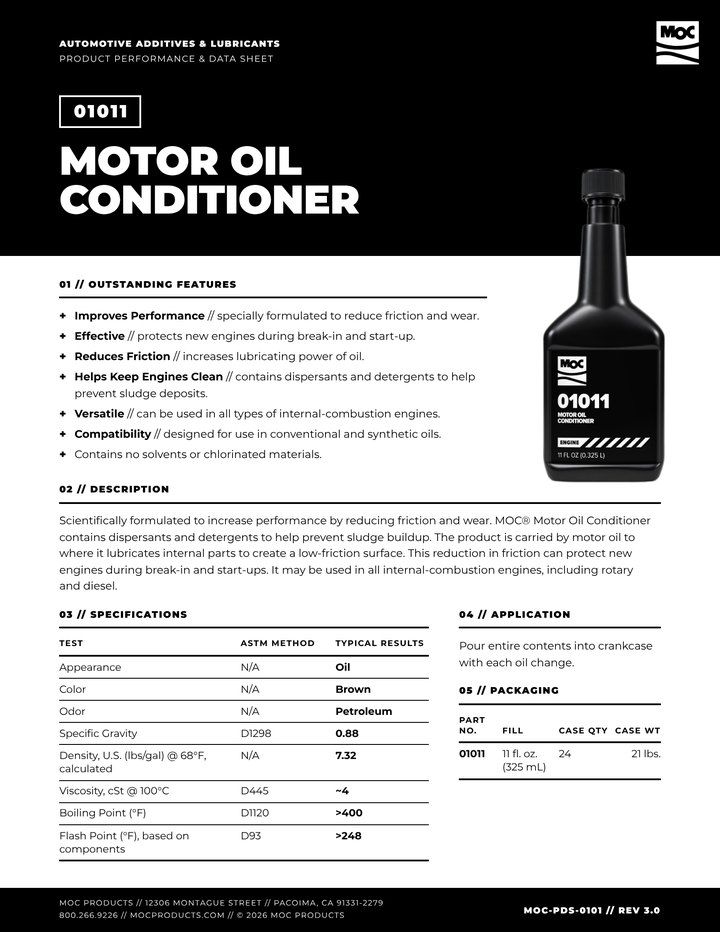 AUTOMOTIVE ADDITIVES & LUBRICANTS
PRODUCT PERFORMANCE & DATA SHEET
MOC
01011
MOTOR OIL
CONDITIONER
01 // OUTSTANDING FEATURES
+ Improves Performance // specially formulated to reduce friction and wear.
+ Effective // protects new engines during break-in and start-up.
+ Reduces Friction // increases lubricating power of oil.
+ Helps Keep Engines Clean // contains dispersants and detergents to help
prevent sludge deposits.
+ Versatile // can be used in all types of internal-combustion engines.
+ Compatibility // designed for use in conventional and synthetic oils.
+ Contains no solvents or chlorinated materials.
MOC
01011
MOTOR OIL
CONDITIONER
ENGINE
11 FL OZ (0.325 L)
02 // DESCRIPTION
Scientifically formulated to increase performance by reducing friction and wear. MOC® Motor Oil Conditioner
contains dispersants and detergents to help prevent sludge buildup. The product is carried by motor oil to
where it lubricates internal parts to create a low-friction surface. This reduction in friction can protect new
engines during break-in and start-ups. It may be used in all internal-combustion engines, including rotary
and diesel.
03 // SPECIFICATIONS
TEST ASTM METHOD TYPICAL RESULTS
Appearance N/A Oil
Color N/A Brown
Odor N/A Petroleum
Specific Gravity D1298 0.88
Density, U.S. (lbs/gal) @ 68°F, N/A 7.32
calculated
Viscosity, cSt @ 100°C D445 ~4
Boiling Point (°F) D1120 >400
Flash Point (°F), based on D93 >248
components
04 // APPLICATION
Pour entire contents into crankcase
with each oil change.
05 // PACKAGING
PART
NO. FILL CASE QTY CASE WT
01011 11 fl. oz. 24 21 lbs.
(325 mL)
MOC PRODUCTS // 12306 MONTAGUE STREET // PACOIMA, CA 91331-2279
800.266.9226 // MOCPRODUCTS.COM // © 2026 MOC PRODUCTS
MOC-PDS-0101 // REV 3.0